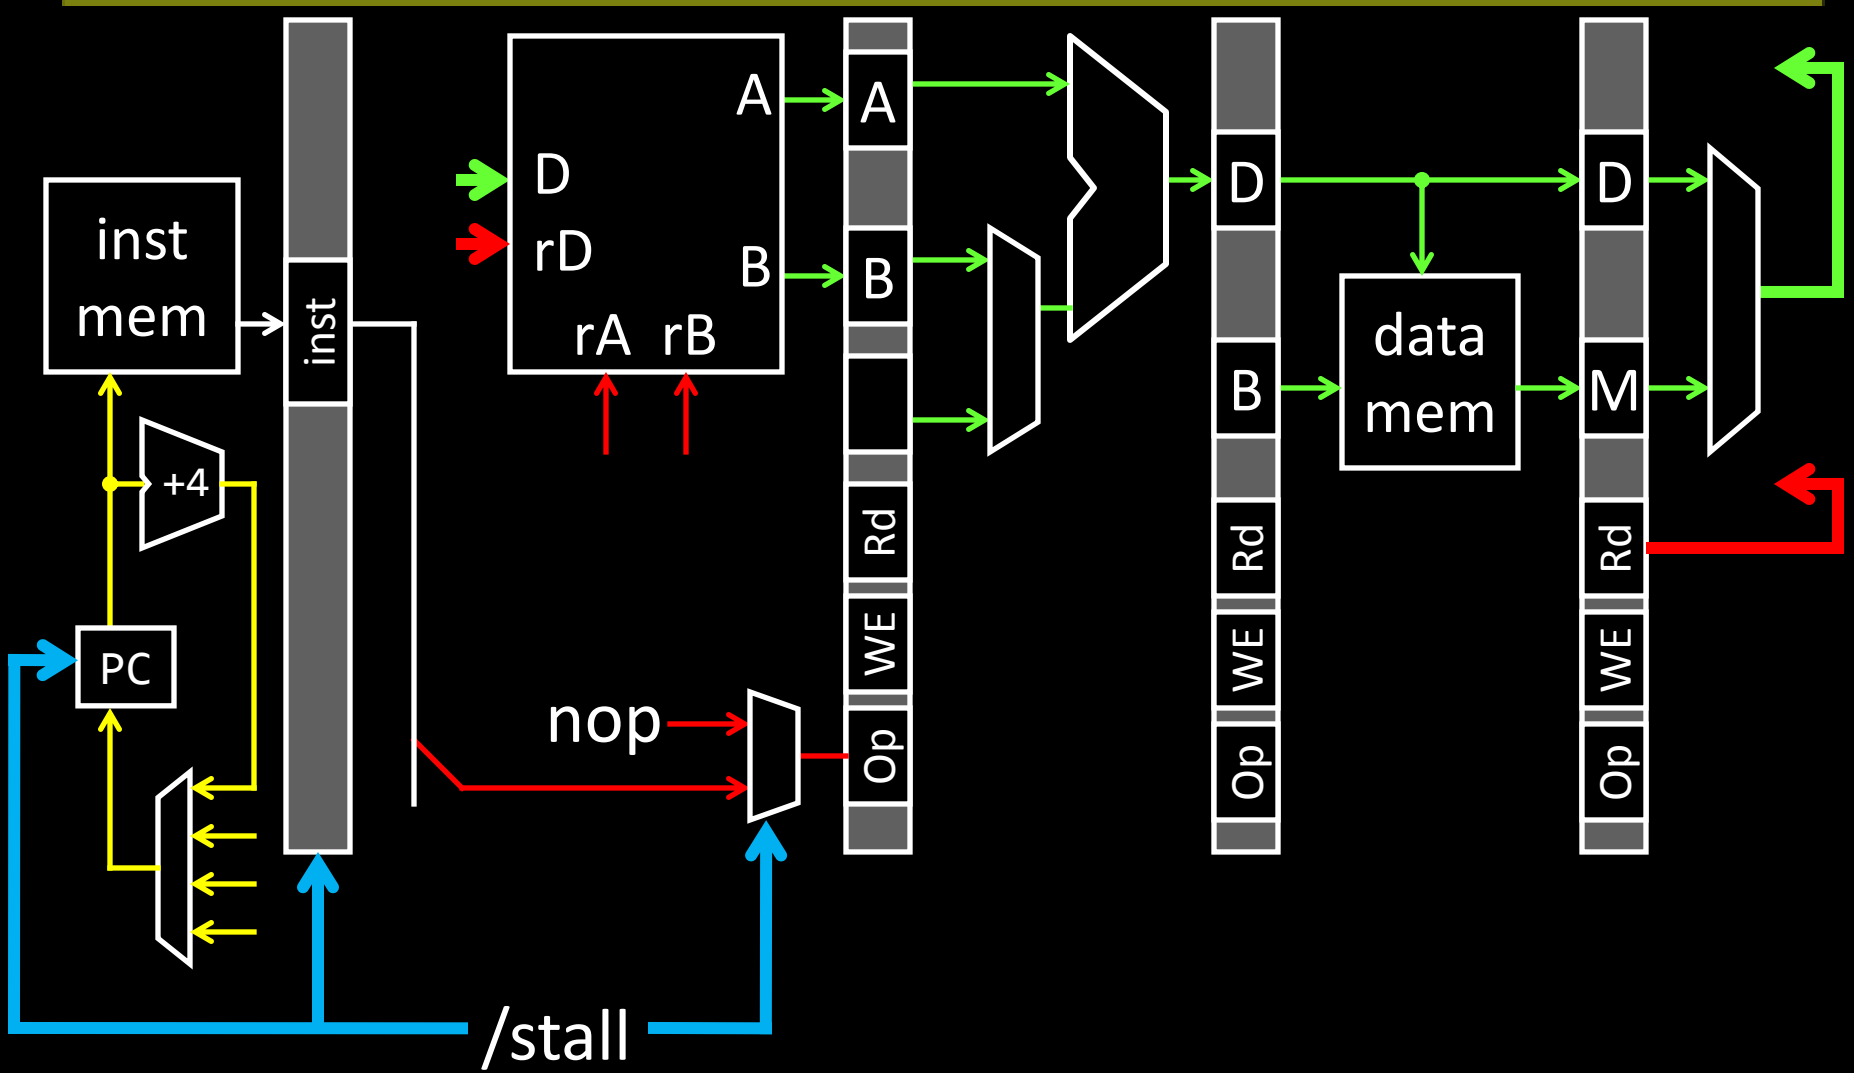 inst
mem
+4
PC
inst
D
rD
A
B
rA rB
nop
/stall
A
B
Rd
WE
Op
D
B
Rd
WE
Op
data
mem
D
M
Rd
WE
Op